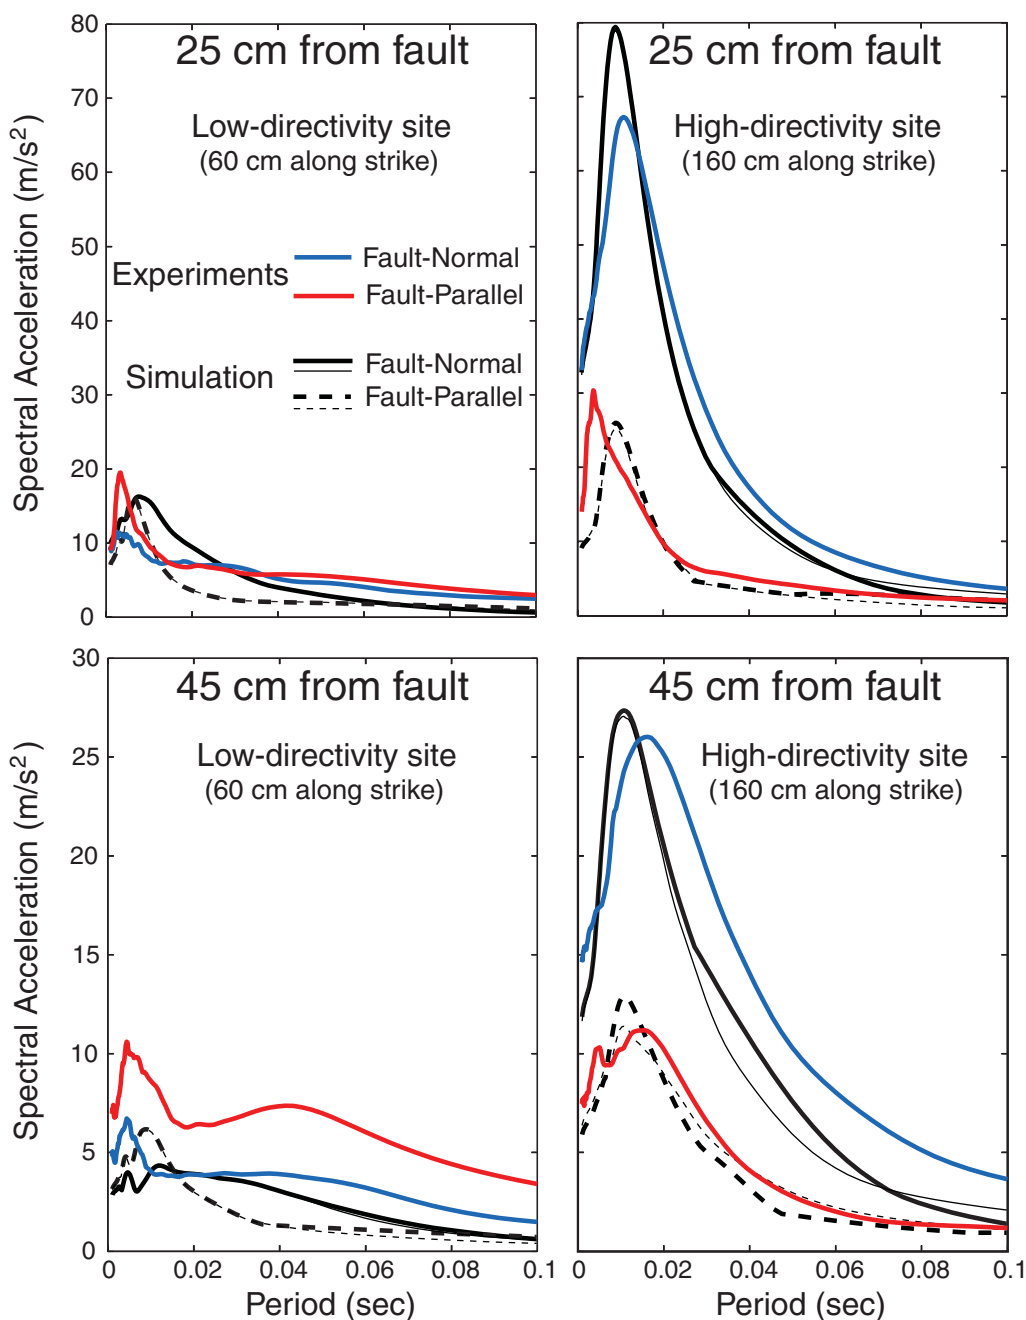 80
70
60
50
40
30
20
10
0
Spectral Acceleration (m/s²)
25 cm from fault
Low-directivity site
(60 cm along strike)
Experiments
Fault-Normal
Fault-Parallel
Simulation
Fault-Normal
Fault-Parallel
25 cm from fault
High-directivity site
(160 cm along strike)
30
25
20
15
10
5
0
Spectral Acceleration (m/s²)
45 cm from fault
Low-directivity site
(60 cm along strike)
0 0.02 0.04 0.06 0.08 0.1
Period (sec)
45 cm from fault
High-directivity site
(160 cm along strike)
0 0.02 0.04 0.06 0.08 0.1
Period (sec)